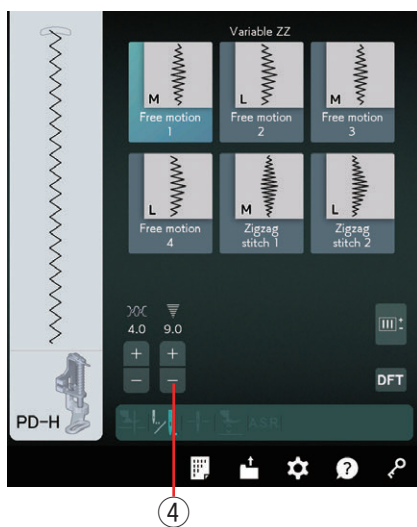 Variable ZZ
M
Free motion
1
L
Free motion
2
M
Free motion
3
L
Free motion
4
M
Zigzag
stitch 1
L
Zigzag
stitch 2
4.0
9.0
+
+
−
−
DFT
PD-H
A.S.R.
?
④